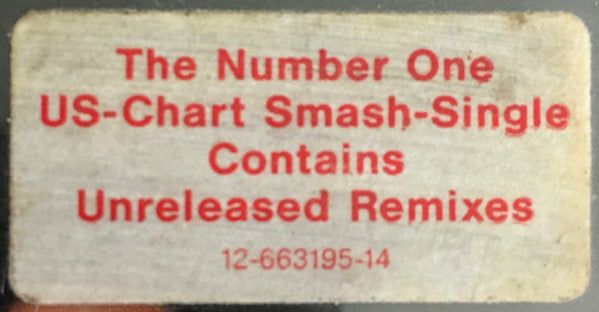 The Number One
US-Chart Smash-Single
Contains
Unreleased Remixes
12-663195-14